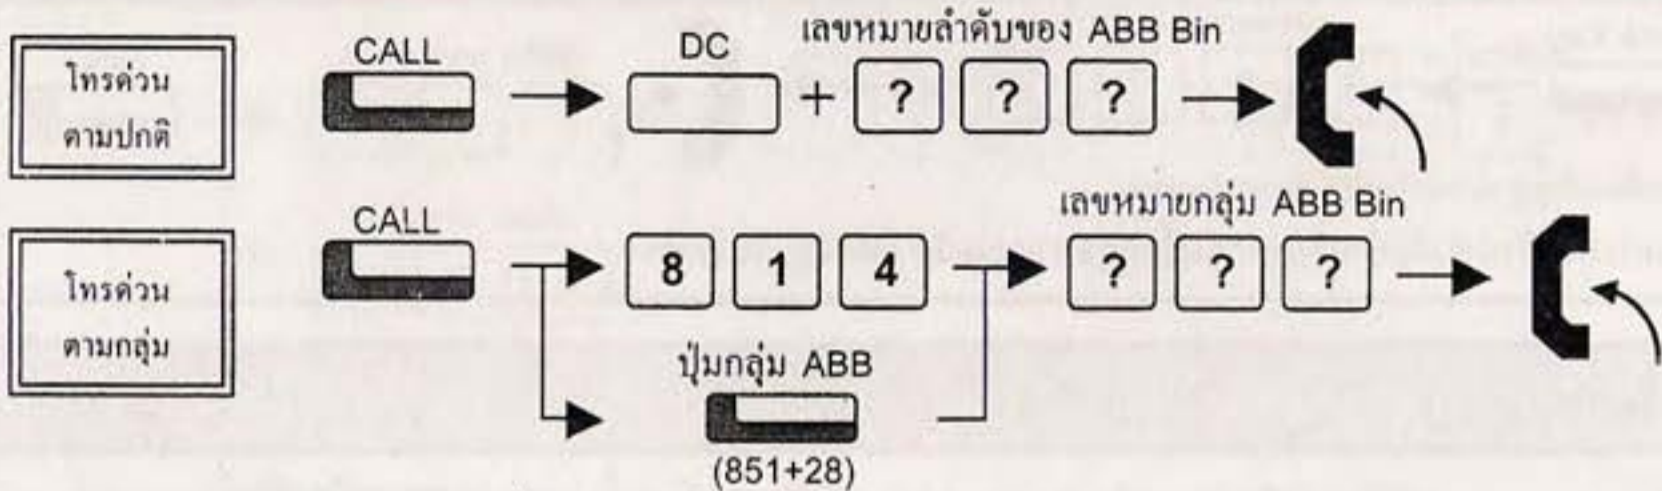 โทรด่วน
ตามปกติ
CALL
DC
+
เลขหมายลำดับของ ABB Bin
? ? ?
โทรด่วน
ตามกลุ่ม
CALL
8 1 4
ปุ่มกลุ่ม ABB
(851+28)
เลขหมายกลุ่ม ABB Bin
? ? ?